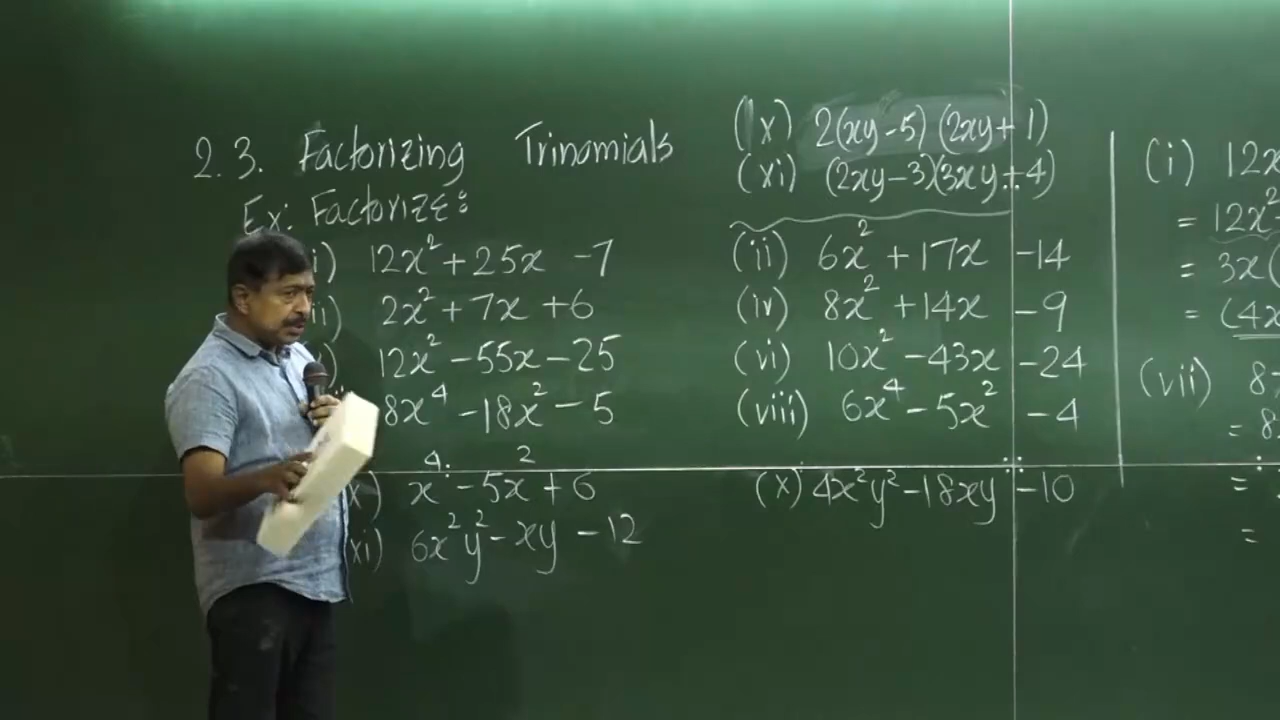 2.3. Factorizing Trinomials
Ex: Factorize:
i) 12x² + 25x - 7
ii) 2x² + 7x + 6
) 12x² - 55x - 25
8x⁴ - 18x² - 5
x) x⁴ - 5x² + 6
xi) 6x²y² - xy - 12
(x) 2(xy - 5) (2xy + 1)
(xi) (2xy - 3)(3xy + 4)
(ii) 6x² + 17x - 14
(iv) 8x² + 14x - 9
(vi) 10x² - 43x - 24
(viii) 6x⁴ - 5x² - 4
(x) 4x²y² - 18xy - 10
(i) 12x
= 12x²
= 3x(
= (4x
(vii) 8
= 8
=
=